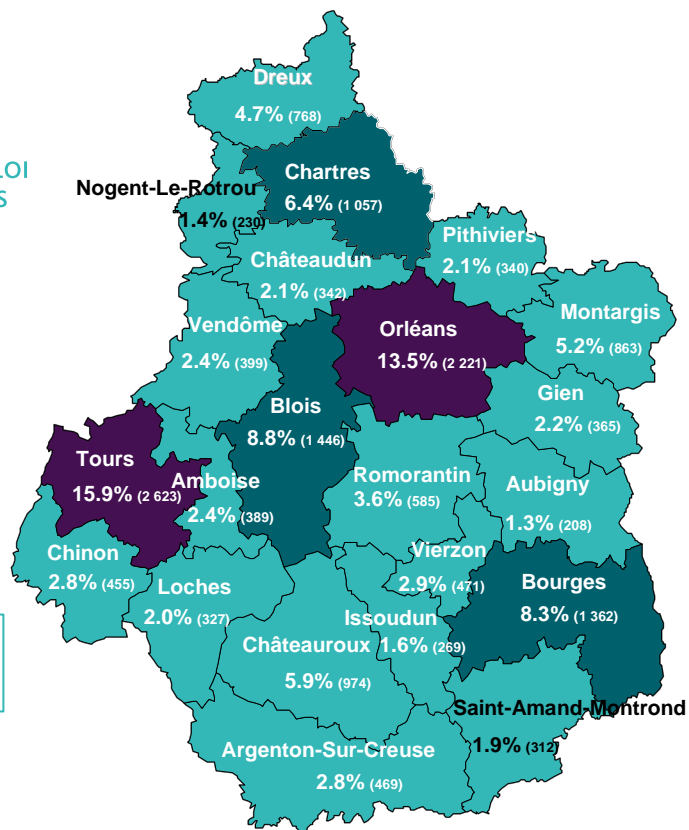 Dreux
4.7% (768)
LOI
S
Chartres
6.4% (1 057)
Nogent-Le-Rotrou
1.4% (230)
Pithiviers
2.1% (340)
Châteaudun
2.1% (342)
Montargis
5.2% (863)
Vendôme
2.4% (399)
Orléans
13.5% (2 221)
Gien
2.2% (365)
Blois
8.8% (1 446)
Tours
15.9% (2 623)
Amboise
2.4% (389)
Romorantin
3.6% (585)
Aubigny
1.3% (208)
Chinon
2.8% (455)
Vierzon
2.9% (471)
Loches
2.0% (327)
Bourges
8.3% (1 362)
Issoudun
1.6% (269)
Châteauroux
5.9% (974)
Saint-Amand-Montrond
1.9% (312)
Argenton-Sur-Creuse
2.8% (469)